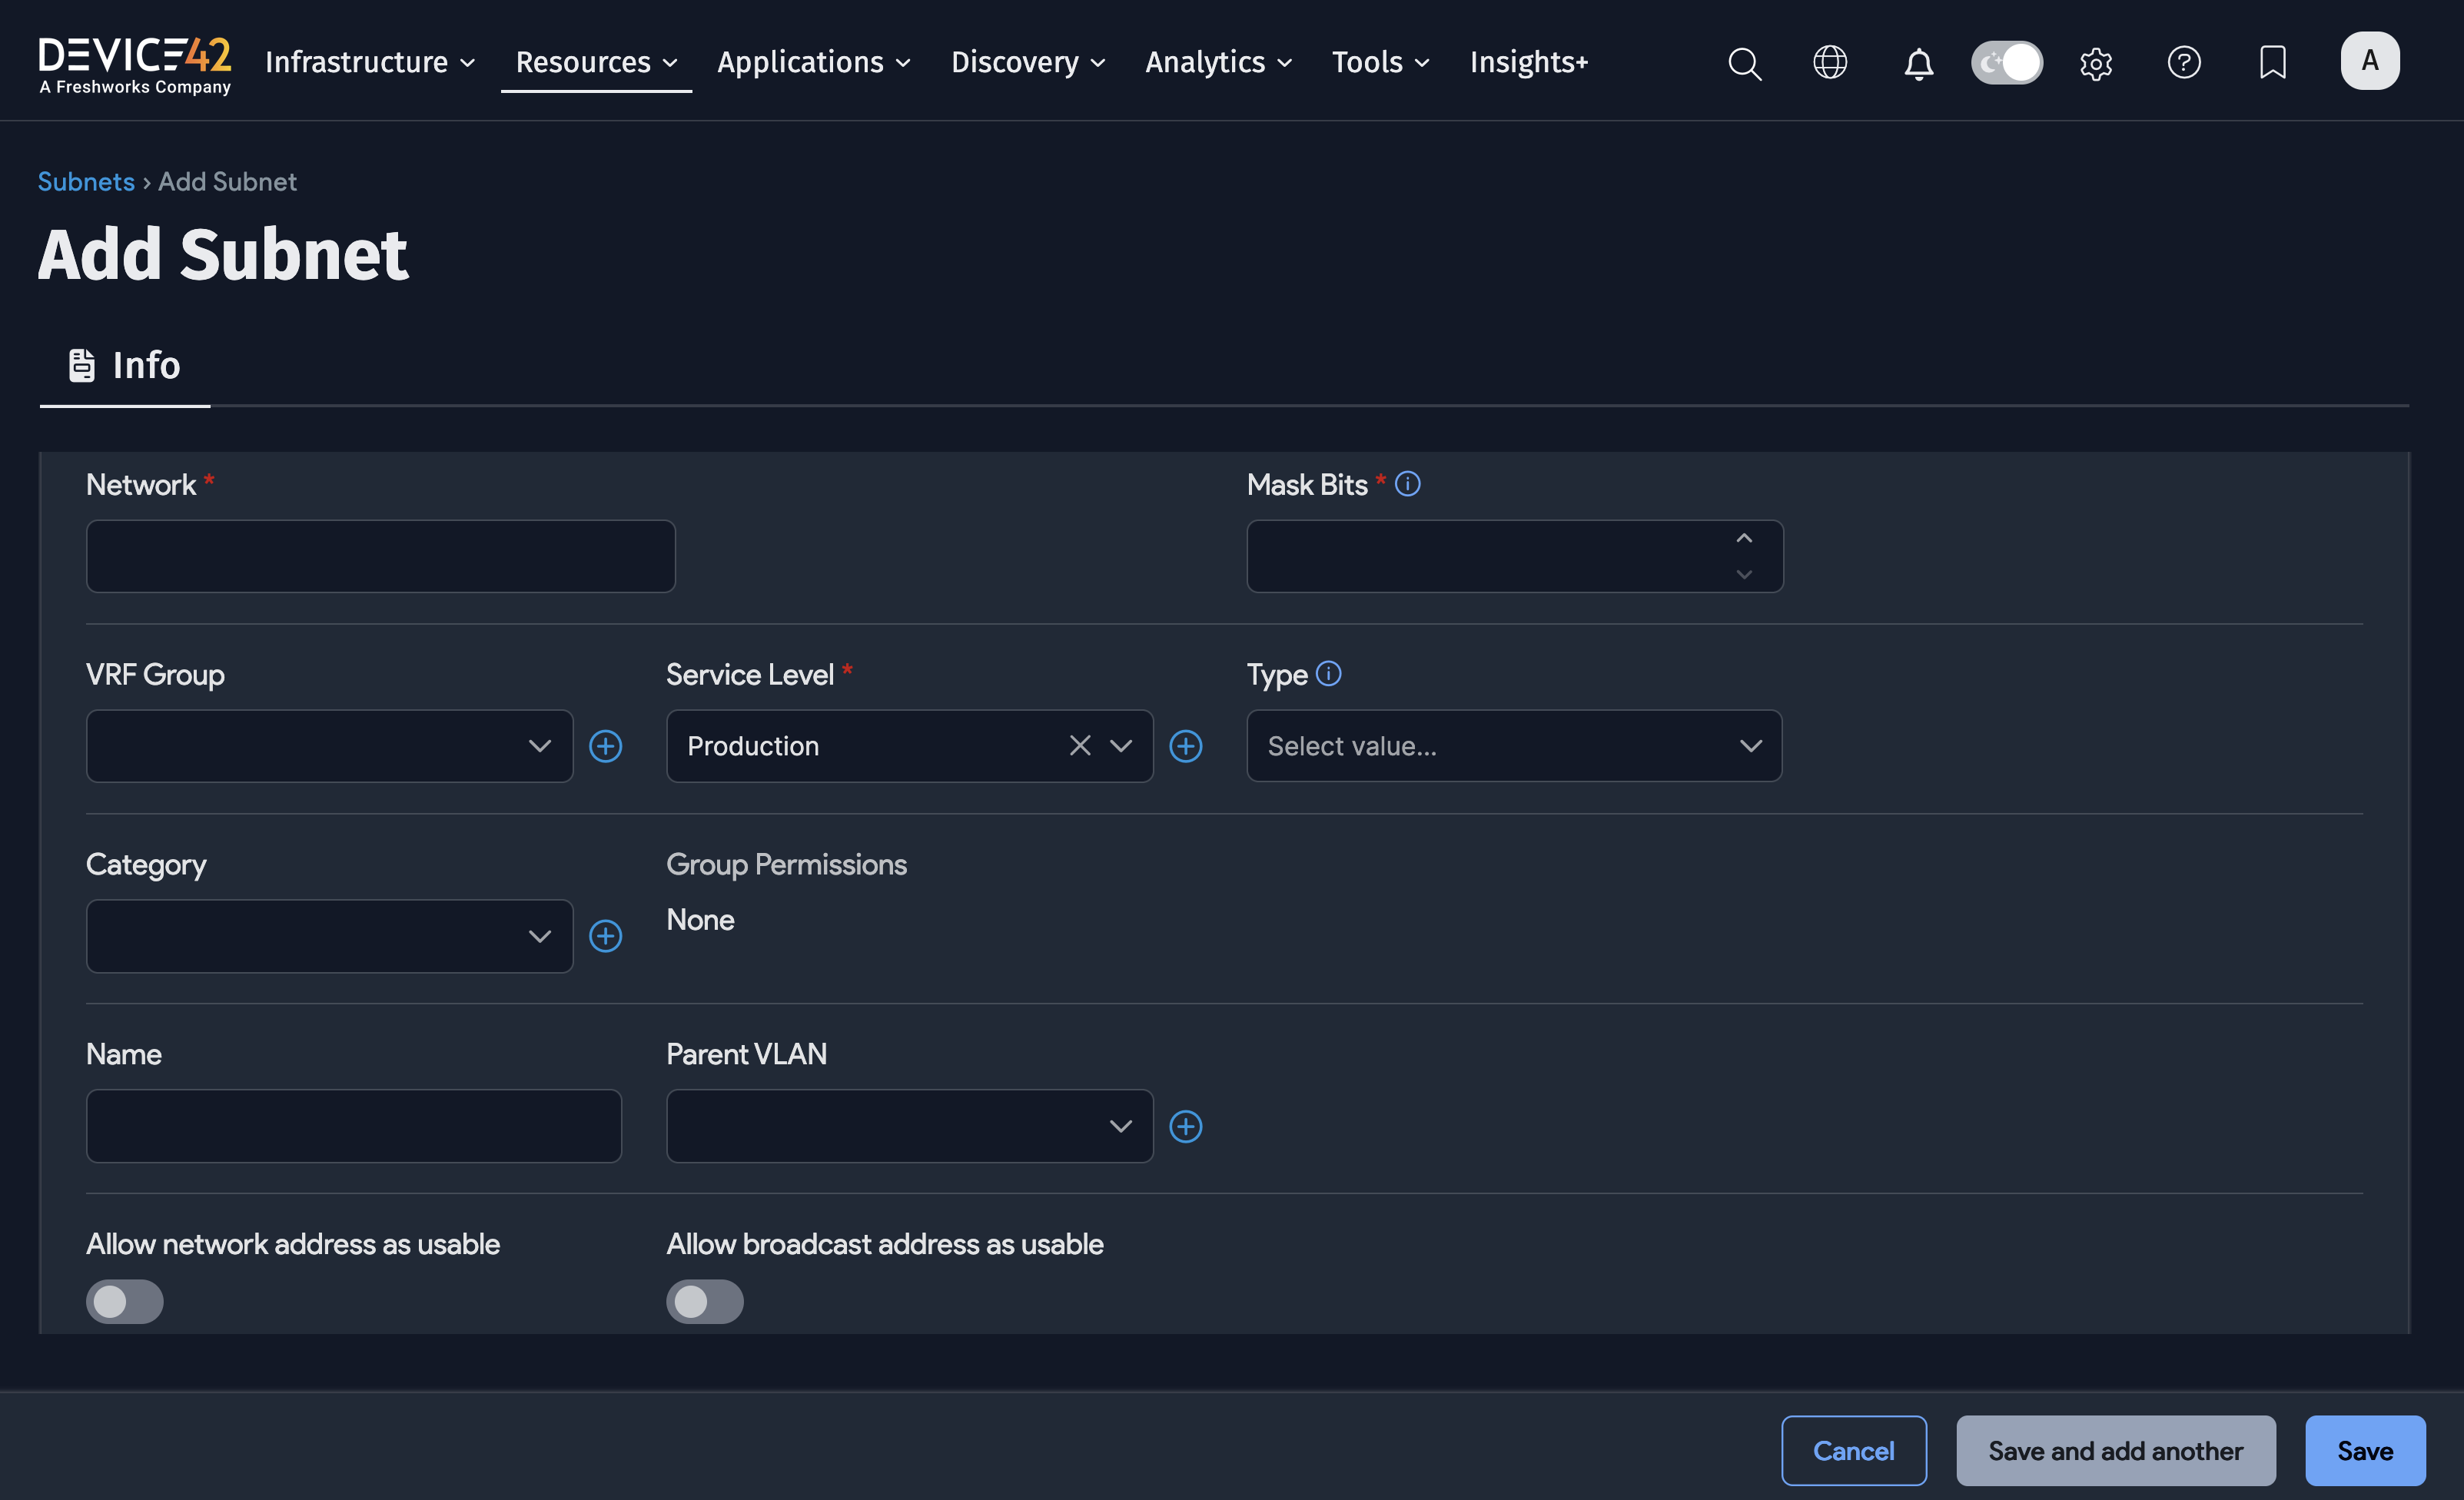 DEVICE42
A Freshworks Company
Infrastructure Resources Applications Discovery Analytics Tools Insights+ A
Subnets › Add Subnet
Add Subnet
Info
Network * Mask Bits *
VRF Group Service Level * Type
Production Select value...
Category Group Permissions
None
Name Parent VLAN
Allow network address as usable Allow broadcast address as usable
Cancel Save and add another Save